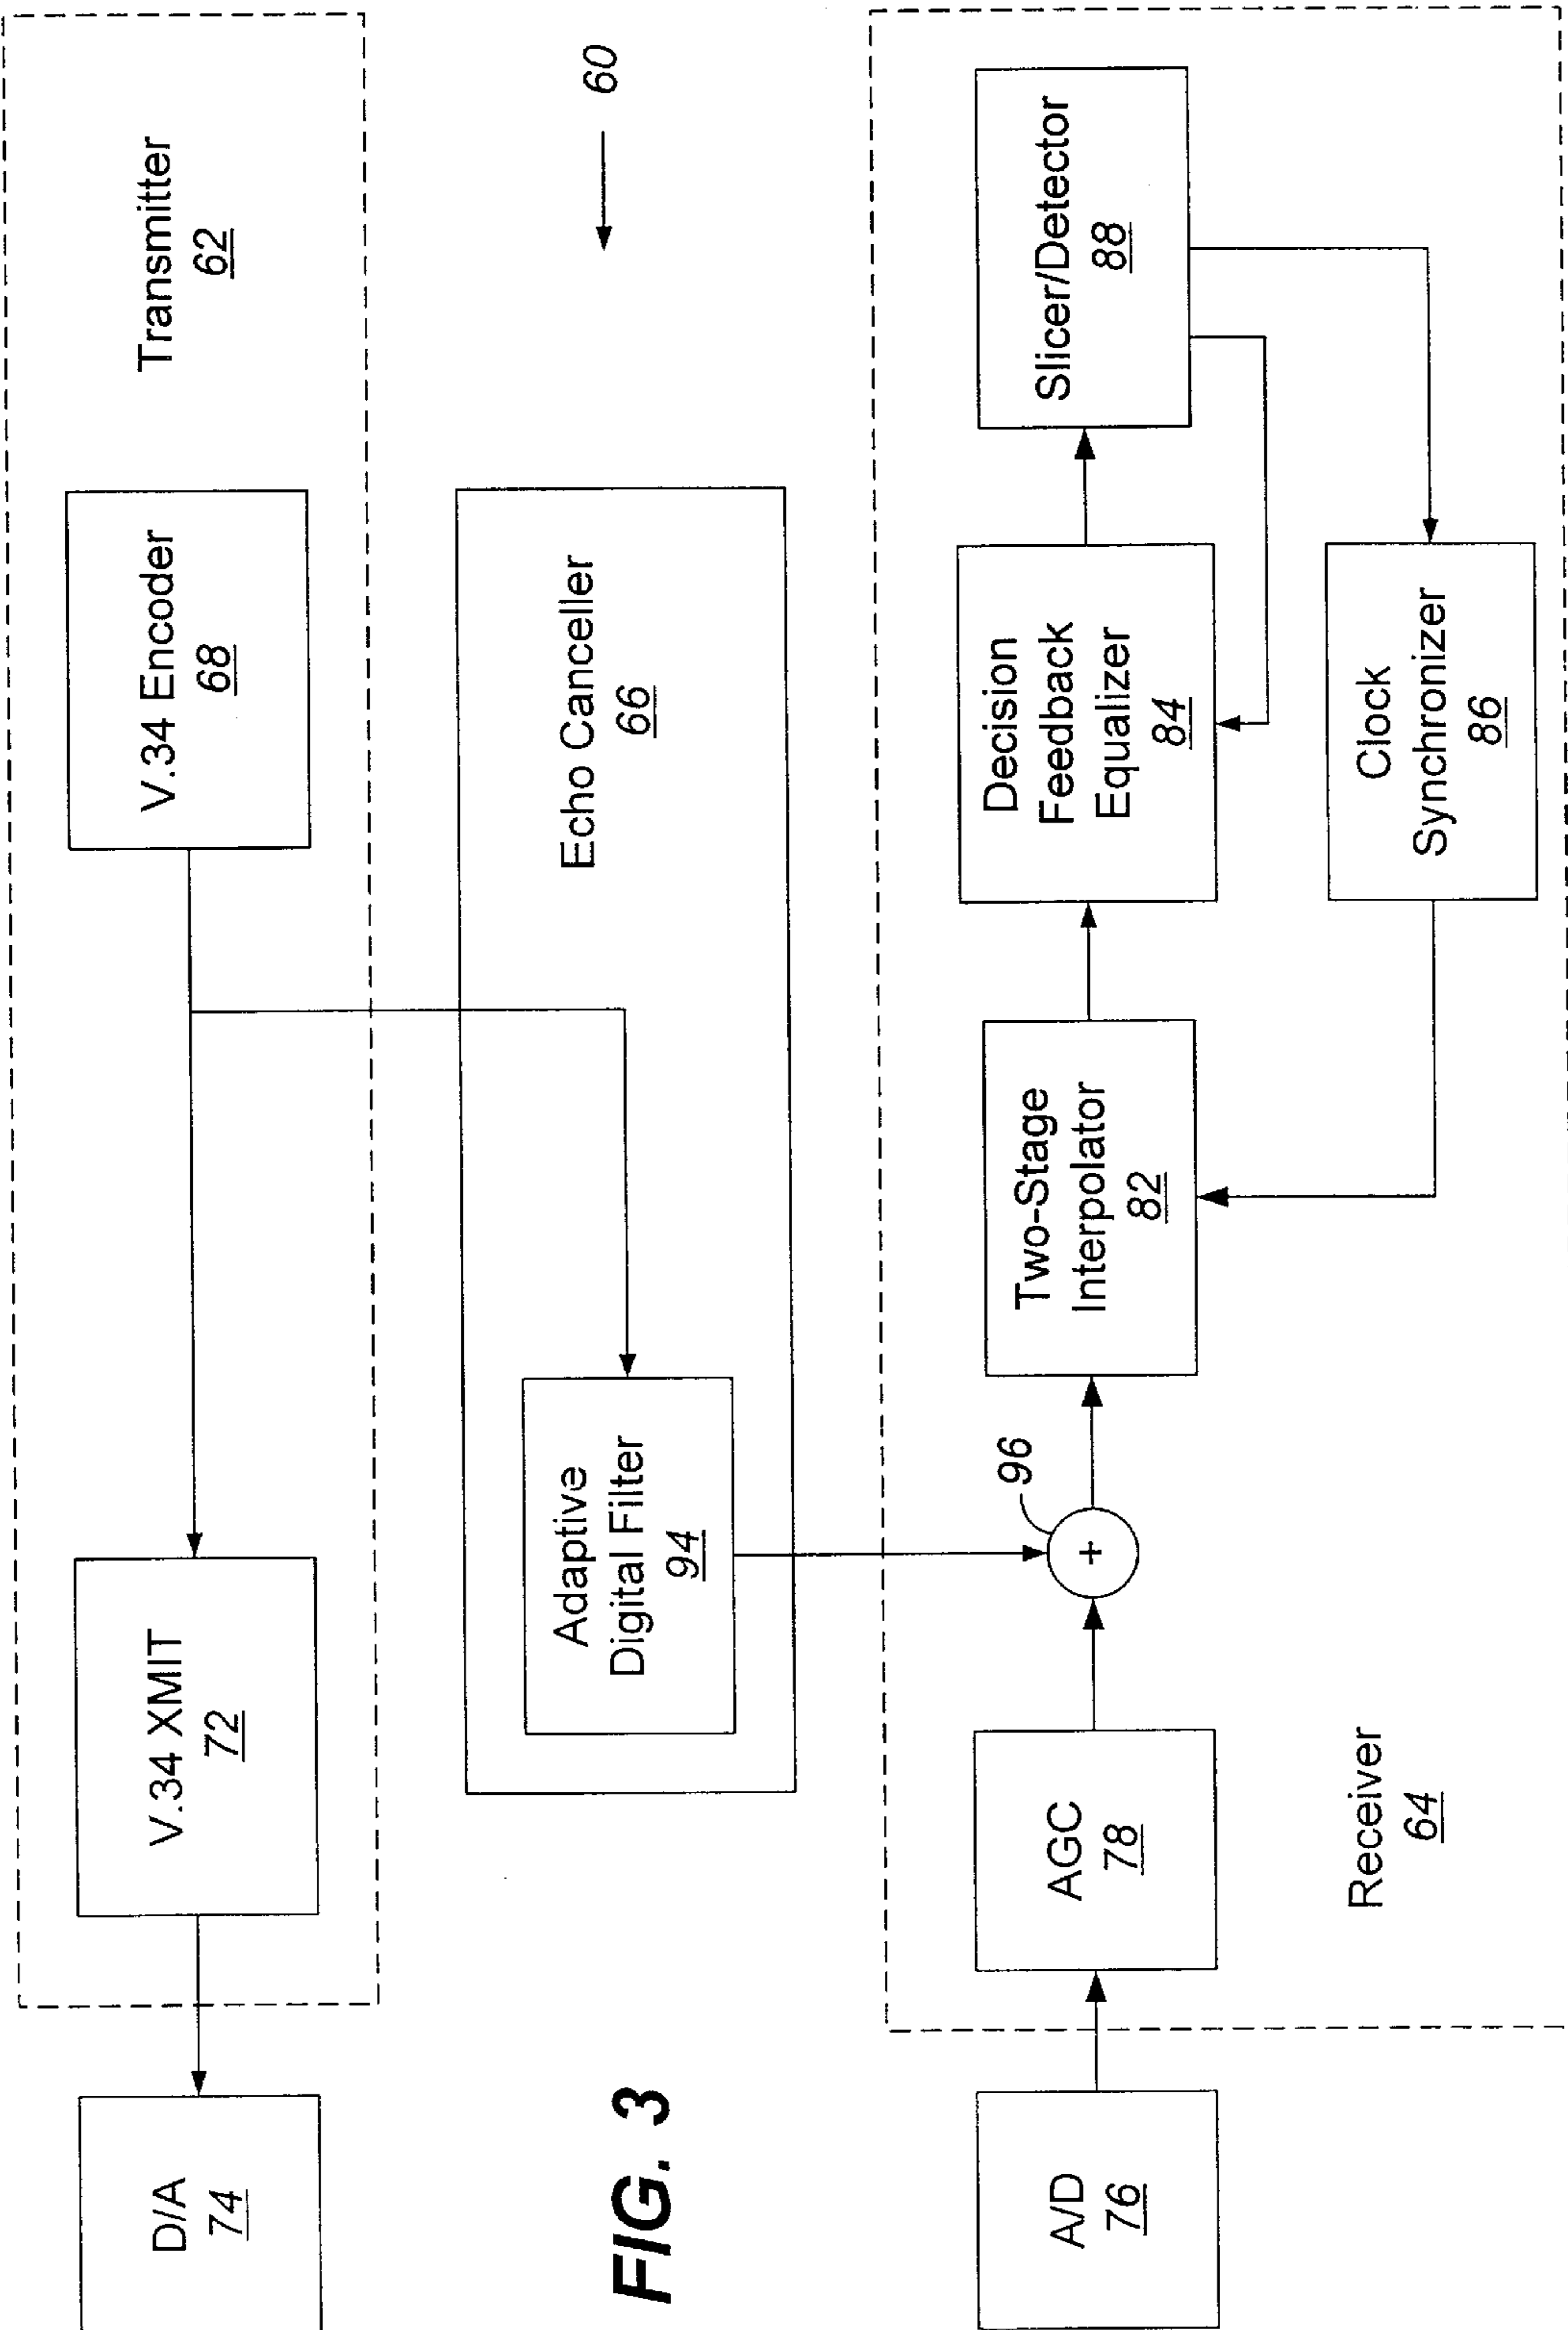 Transmitter
62
D/A
74
V.34 XMIT
72
V.34 Encoder
68
60
Echo Canceller
66
Adaptive
Digital Filter
94
FIG. 3
96
+
A/D
76
AGC
78
Two-Stage
Interpolator
82
Decision
Feedback
Equalizer
84
Slicer/Detector
88
Clock
Synchronizer
86
Receiver
64